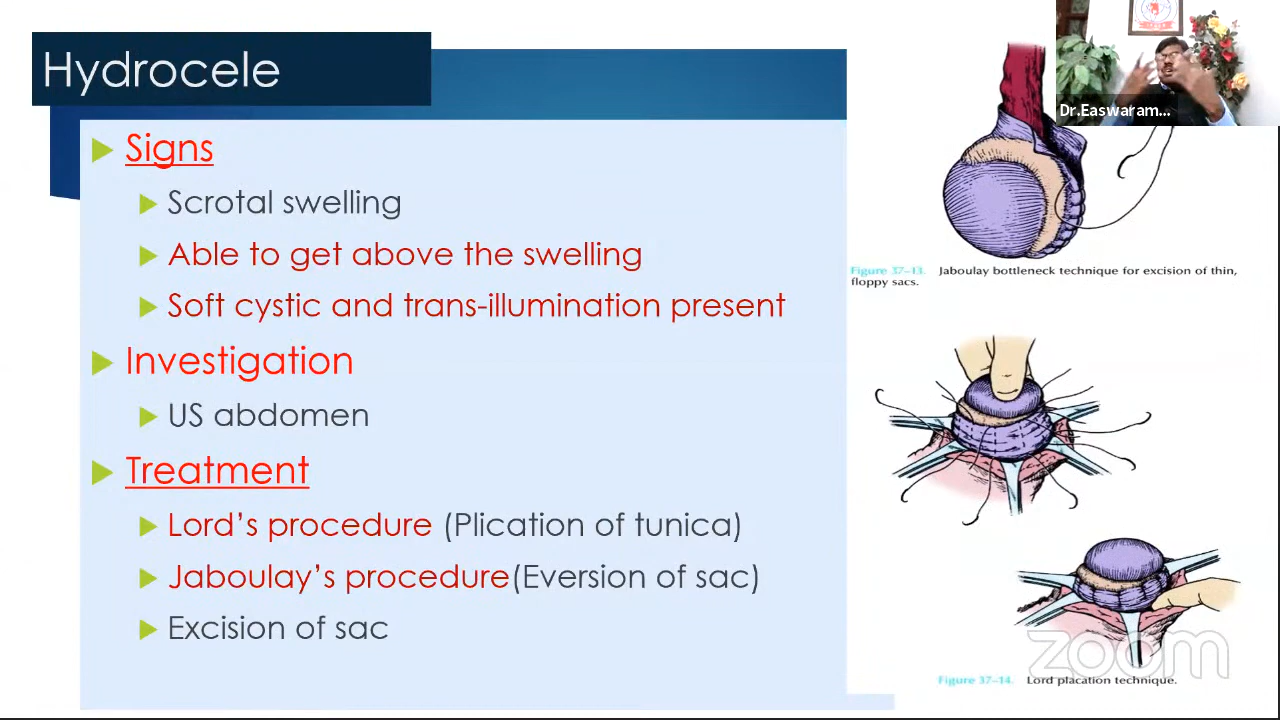 Hydrocele
Signs
Scrotal swelling
Able to get above the swelling
Soft cystic and trans-illumination present
Investigation
US abdomen
Treatment
Lord's procedure (Plication of tunica)
Jaboulay's procedure(Eversion of sac)
Excision of sac
Dr.Easwaram...
Figure 37-13. Jaboulay bottleneck technique for excision of thin,
floppy sacs.
Figure 37-14. Lord placation technique.
zoom